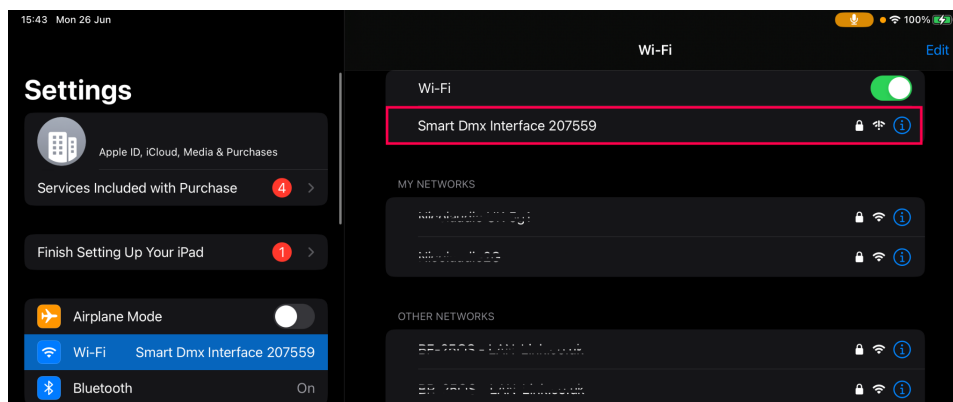 15:43 Mon 26 Jun
100%
Wi-Fi
Edit
Settings
Apple ID, iCloud, Media & Purchases
Services Included with Purchase 4
Finish Setting Up Your iPad 1
Airplane Mode
Wi-Fi Smart Dmx Interface 207559
Bluetooth On
Wi-Fi
Smart Dmx Interface 207559
MY NETWORKS
OTHER NETWORKS